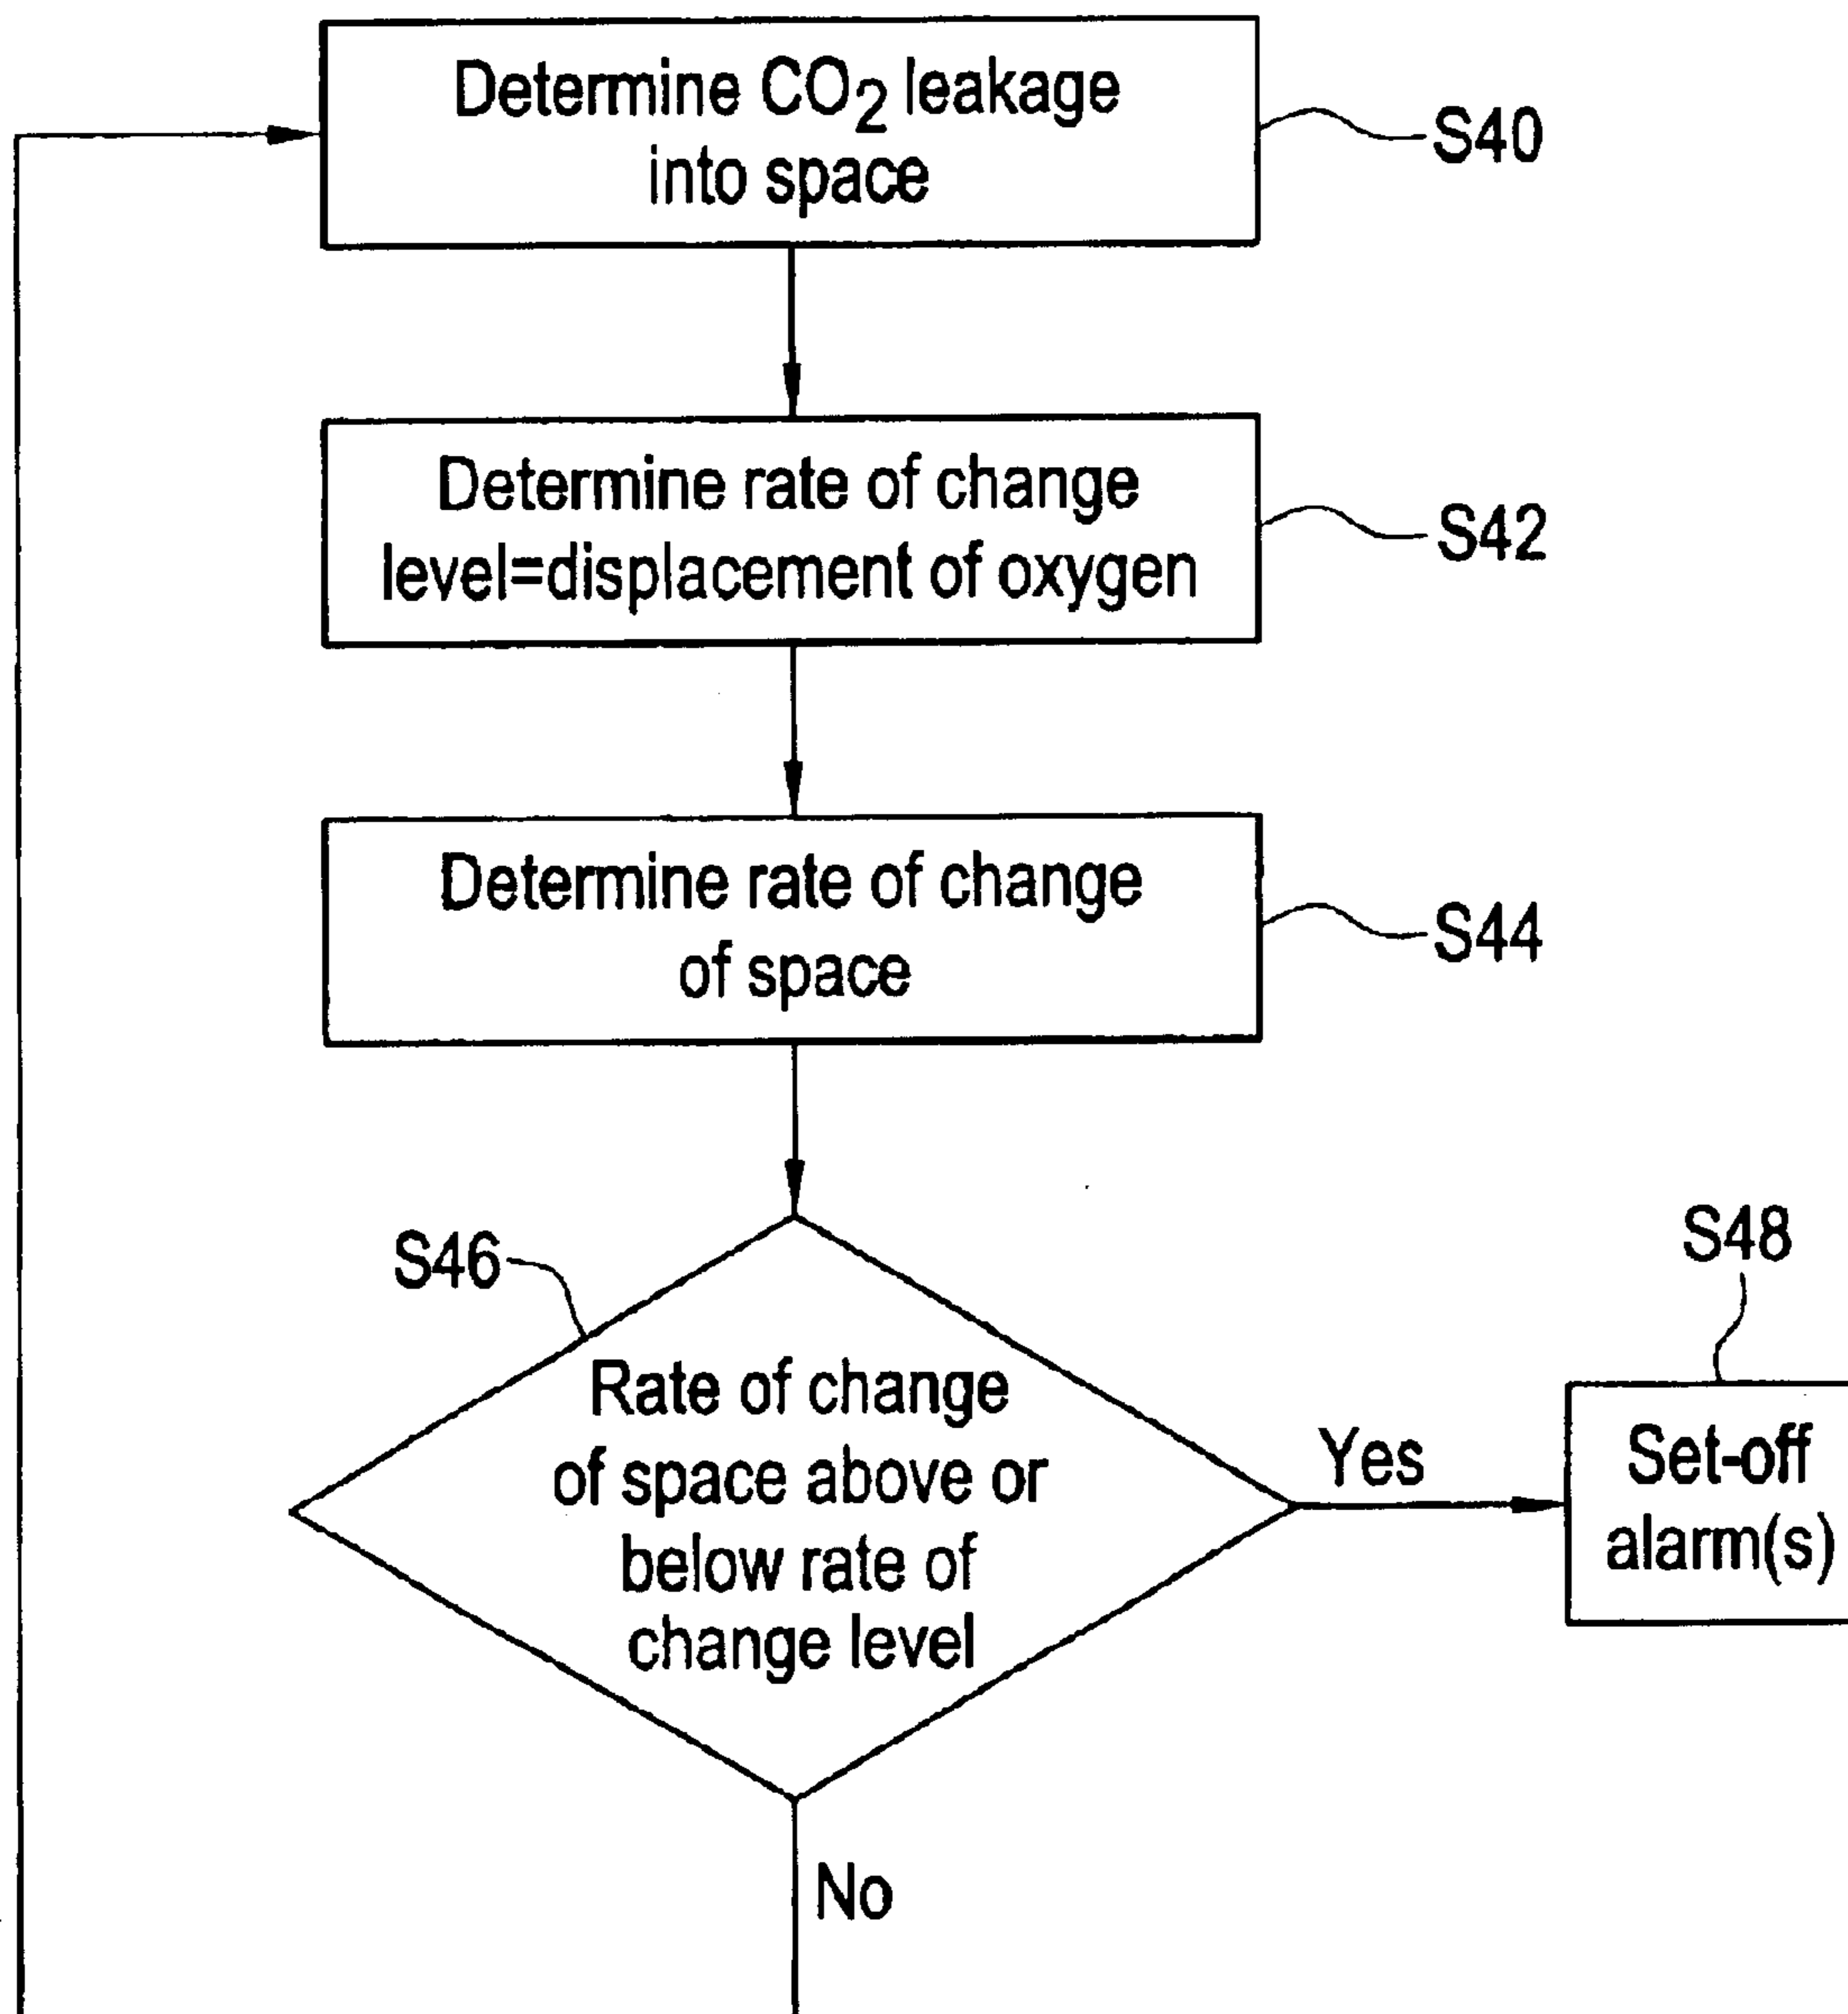 Determine CO2 leakage
into space
S40
Determine rate of change
level=displacement of oxygen
S42
Determine rate of change
of space
S44
S46
Rate of change
of space above or
below rate of
change level
Yes
S48
Set-off
alarm(s)
No